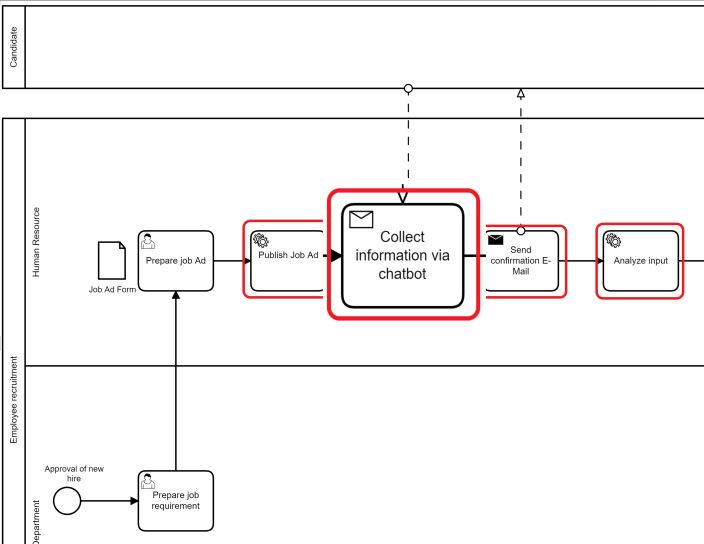 Candidate
Employee recruitment
Human Resource
Job Ad Form
Prepare job Ad
Publish Job Ad
Collect
information via
chatbot
Send
confirmation E-
Mail
Analyze input
Department
Approval of new
hire
Prepare job
requirement